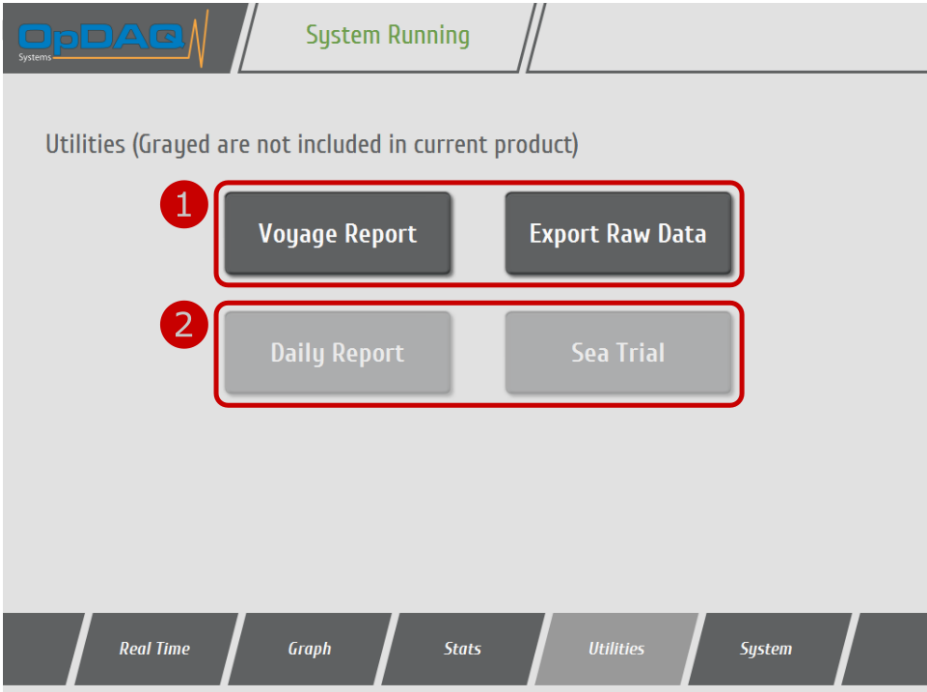 OpDAQ
Systems
System Running
Utilities (Grayed are not included in current product)
1
Voyage Report Export Raw Data
2
Daily Report Sea Trial
Real Time Graph Stats Utilities System